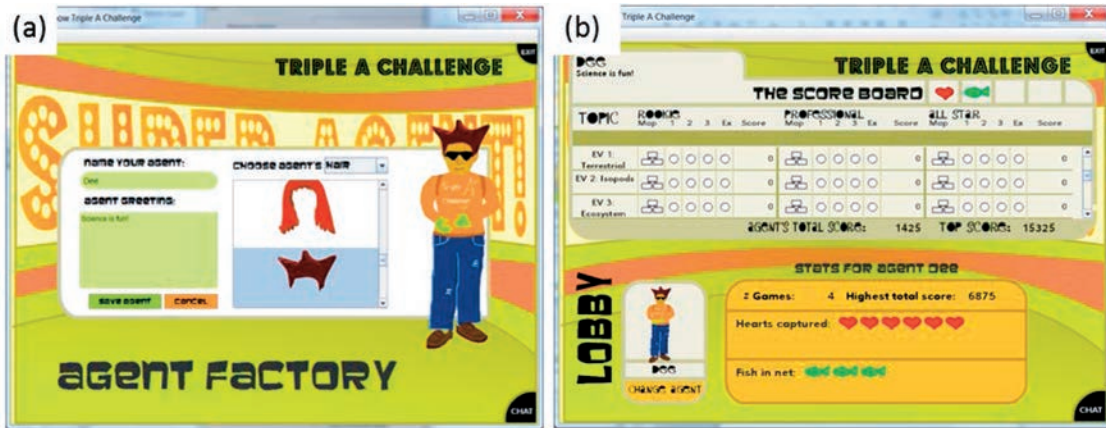 (a)
ow Triple A Challenge
EXIT
TRIPLE A CHALLENGE
SUPER AGENT!
NAME YOUR AGENT:
Dee
AGENT GREETING:
Science is fun!
CHOOSE AGENT'S HAIR
SAVE AGENT CANCEL
AGENT FACTORY
CHAT
(b)
Triple A Challenge
EXIT
DEE
Science is fun!
TRIPLE A CHALLENGE
THE SCORE BOARD
TOPIC ROOKIE PROFESSIONAL ALL STAR
Map 1 2 3 Ex Score Map 1 2 3 Ex Score Map 1 2 3 Ex Score
EV 1: Terrestrial 0 0 0
EV 2: Isopods 0 0 0
EV 3: Ecosystem 0 0 0
AGENT'S TOTAL SCORE: 1425 TOP SCORE: 15325
LOBBY
STATS FOR AGENT DEE
# Games: 4 Highest total score: 6875
Hearts captured:
Fish in net:
DEE
CHANGE AGENT
CHAT